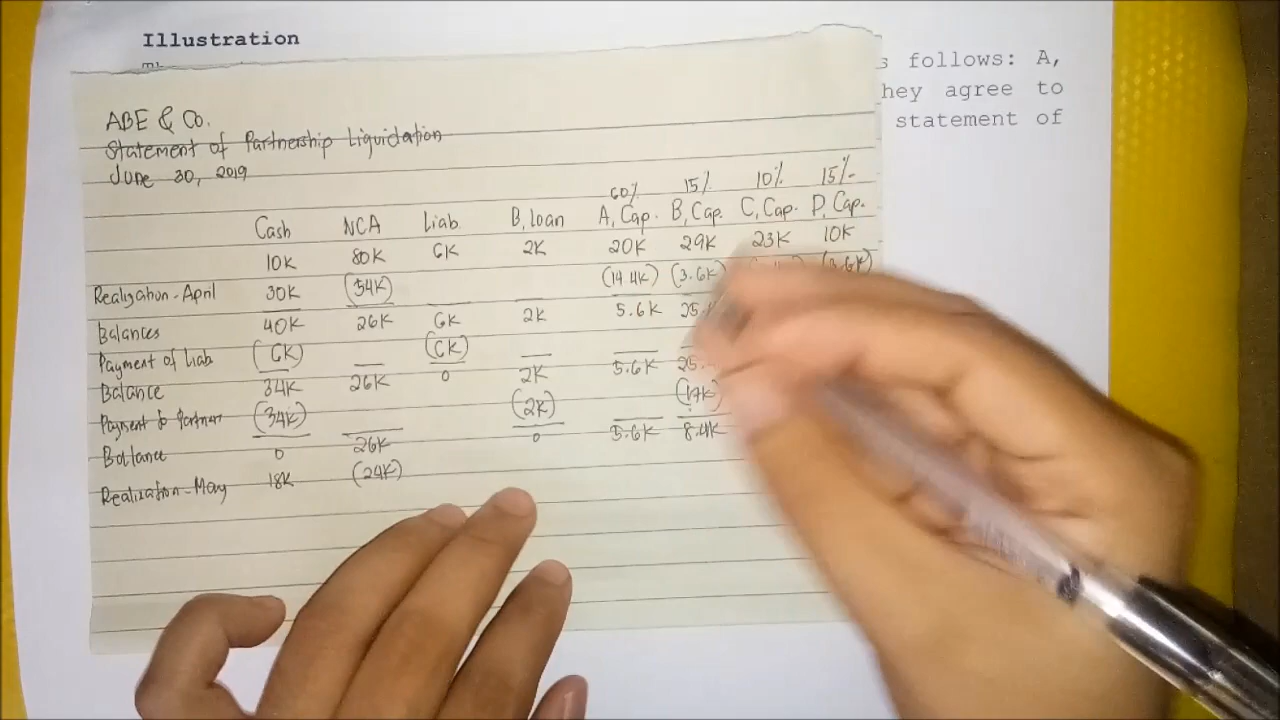 Illustration
s follows: A,
hey agree to
statement of
ABE & Co.
Statement of Partnership Liquidation
June 30, 2019
60% 15% 10% 15%
Cash NCA Liab B, loan A, Cap. B, Cap. C, Cap. D, Cap.
10K 80K 6K 2K 20K 29K 23K 10K
Realization - April 30K (54K) (14.4K) (3.6K) (3.6K)
Balances 40K 26K 6K 2K 5.6K 25.
Payment of Liab (6K) (6K)
Balance 34K 26K 0 2K 5.6K 25.
Payment to Partner (34K) (2K) (17K)
Balance 0 26K 0 5.6K 8.4K
Realization - May 18K (24K)